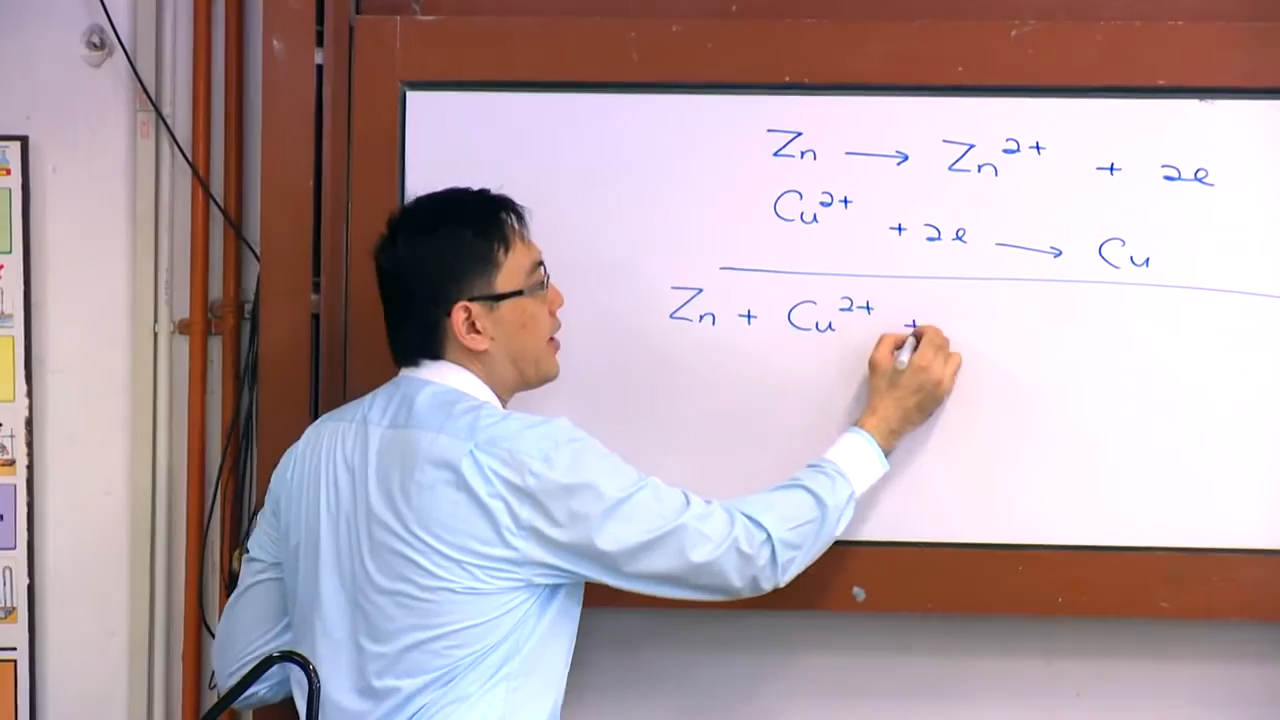 Zn → Zn²⁺ + 2e
Cu²⁺ + 2e → Cu
Zn + Cu²⁺ +